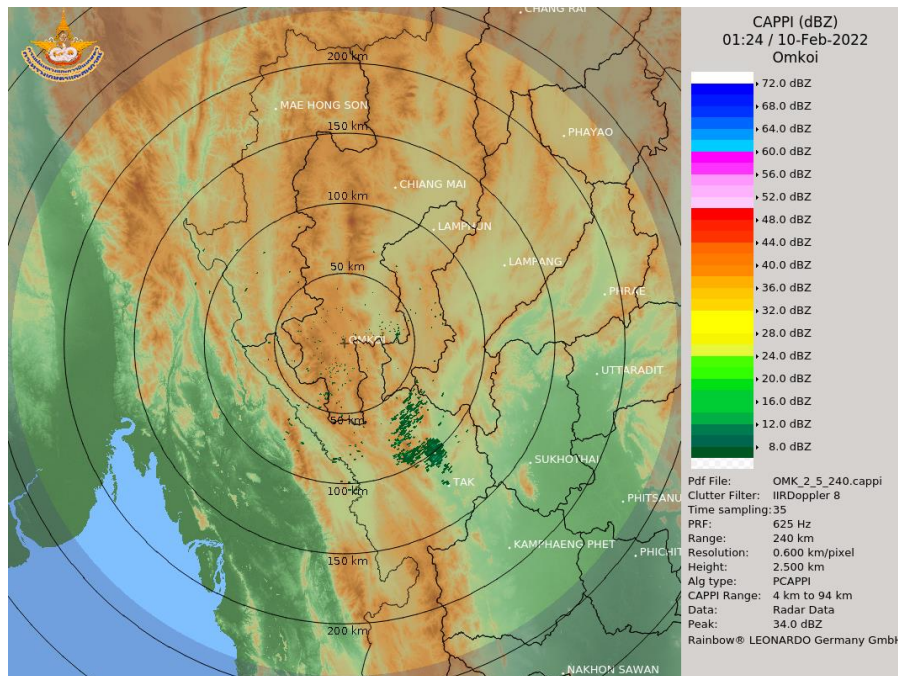 CHANG RAI
200 km
MAE HONG SON
150 km
PHAYAO
CHIANG MAI
100 km
LAMPHUN
LAMPANG
50 km
PHRAE
OMKOI
UTTARADIT
50 km
SUKHOTHAI
TAK
100 km
PHITSANU
KAMPHAENG PHET
PHICHIT
150 km
200 km
NAKHON SAWAN
CAPPI (dBZ)
01:24 / 10-Feb-2022
Omkoi
72.0 dBZ
68.0 dBZ
64.0 dBZ
60.0 dBZ
56.0 dBZ
52.0 dBZ
48.0 dBZ
44.0 dBZ
40.0 dBZ
36.0 dBZ
32.0 dBZ
28.0 dBZ
24.0 dBZ
20.0 dBZ
16.0 dBZ
12.0 dBZ
8.0 dBZ
Pdf File: OMK_2_5_240.cappi
Clutter Filter: IIRDoppler 8
Time sampling: 35
PRF: 625 Hz
Range: 240 km
Resolution: 0.600 km/pixel
Height: 2.500 km
Alg type: PCAPPI
CAPPI Range: 4 km to 94 km
Data: Radar Data
Peak: 34.0 dBZ
Rainbow® LEONARDO Germany GmbH